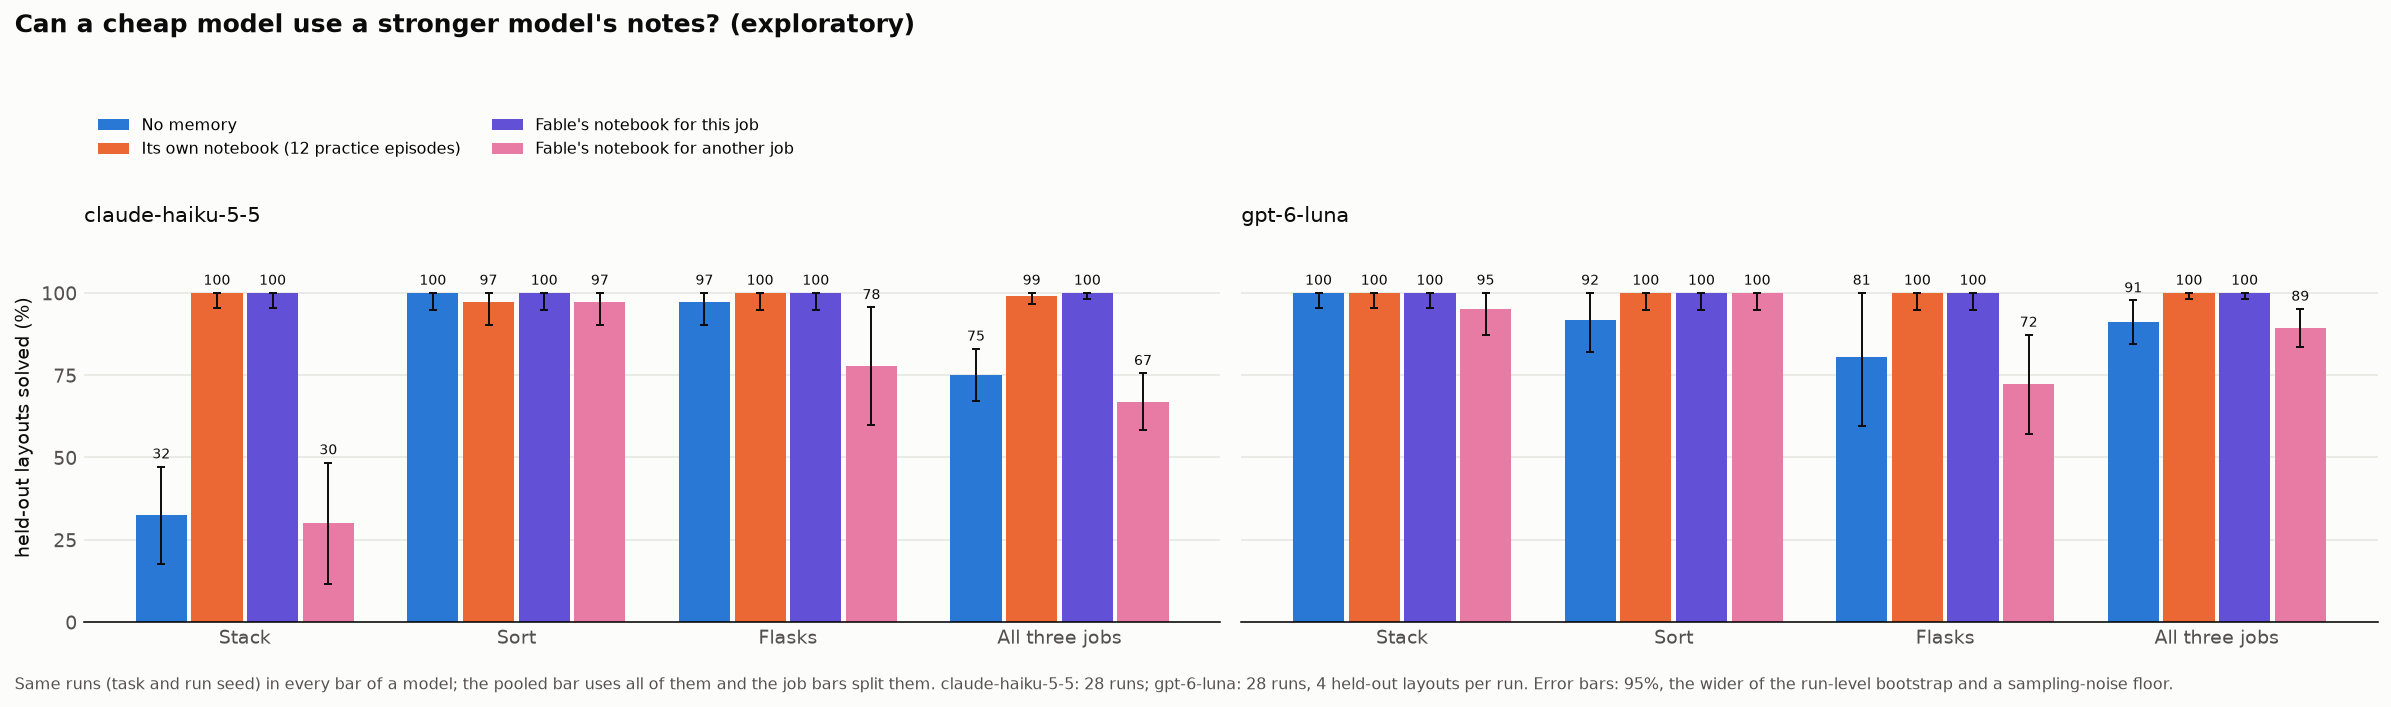 Can a cheap model use a stronger model's notes? (exploratory)
No memory
Its own notebook (12 practice episodes)
Fable's notebook for this job
Fable's notebook for another job
claude-haiku-5-5
gpt-6-luna
held-out layouts solved (%)
100
75
50
25
0
32
100
100
30
100
97
100
97
97
100
100
78
75
99
100
67
100
100
100
95
92
100
100
100
81
100
100
72
91
100
100
89
Stack
Sort
Flasks
All three jobs
Stack
Sort
Flasks
All three jobs
Same runs (task and run seed) in every bar of a model; the pooled bar uses all of them and the job bars split them. claude-haiku-5-5: 28 runs; gpt-6-luna: 28 runs, 4 held-out layouts per run. Error bars: 95%, the wider of the run-level bootstrap and a sampling-noise floor.